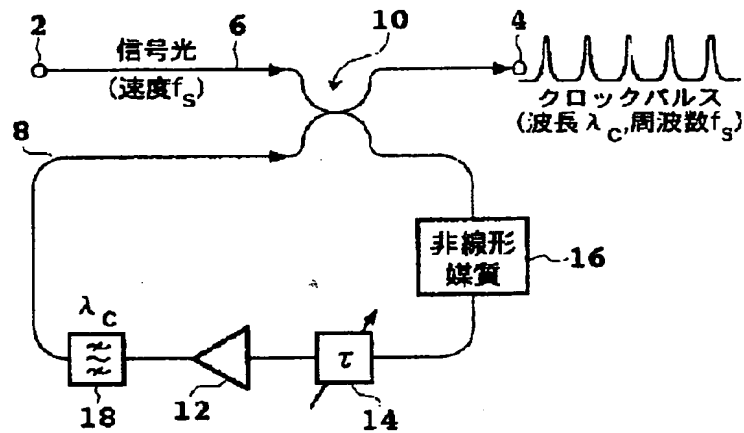 2
信号光
6
10
4
(速度fS)
クロックパルス
(波長λC,周波数fS)
8
非線形
媒質
16
λC
τ
18
12
14